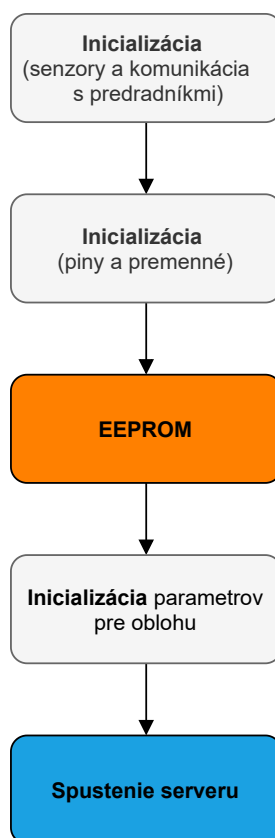 Inicializácia
(senzory a komunikácia
s predradníkmi)
Inicializácia
(piny a premenné)
EEPROM
Inicializácia parametrov
pre oblohu
Spustenie serveru